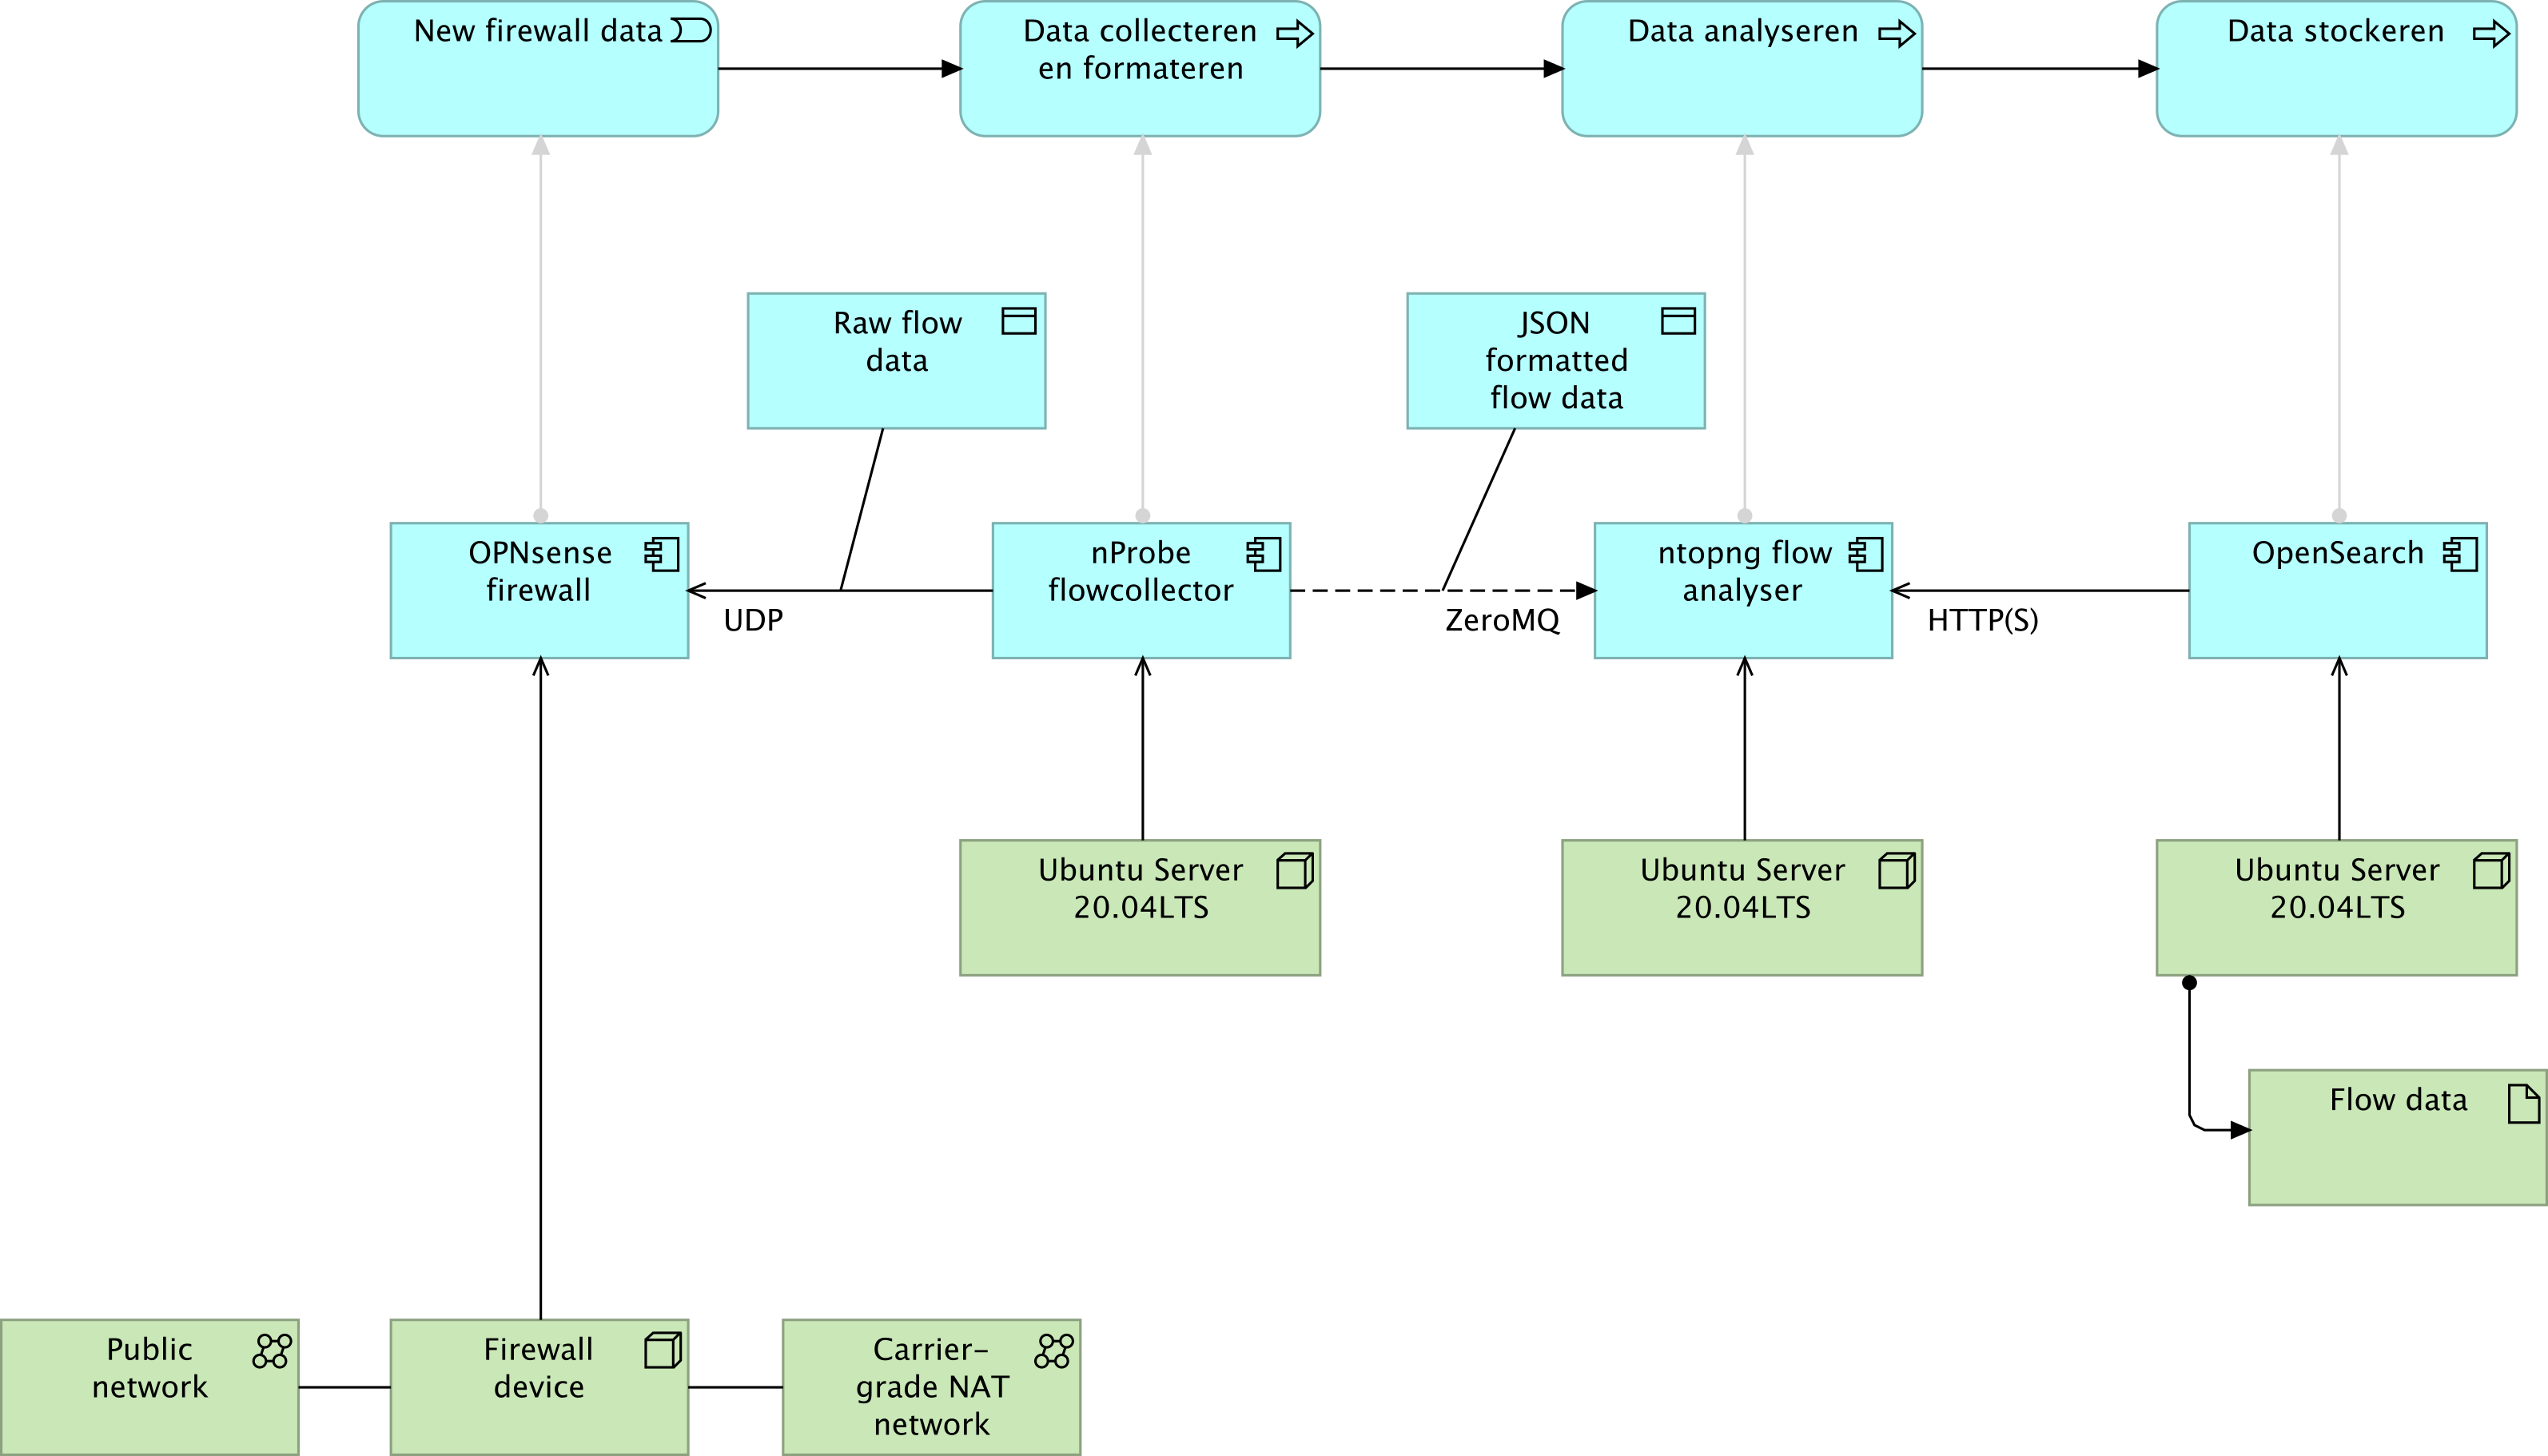 New firewall data
Data collecteren
en formateren
Data analyseren
Data stockeren
Raw flow
data
JSON
formatted
flow data
OPNsense
firewall
UDP
nProbe
flowcollector
ZeroMQ
ntopng flow
analyser
HTTP(S)
OpenSearch
Ubuntu Server
20.04LTS
Ubuntu Server
20.04LTS
Ubuntu Server
20.04LTS
Flow data
Public
network
Firewall
device
Carrier-
grade NAT
network